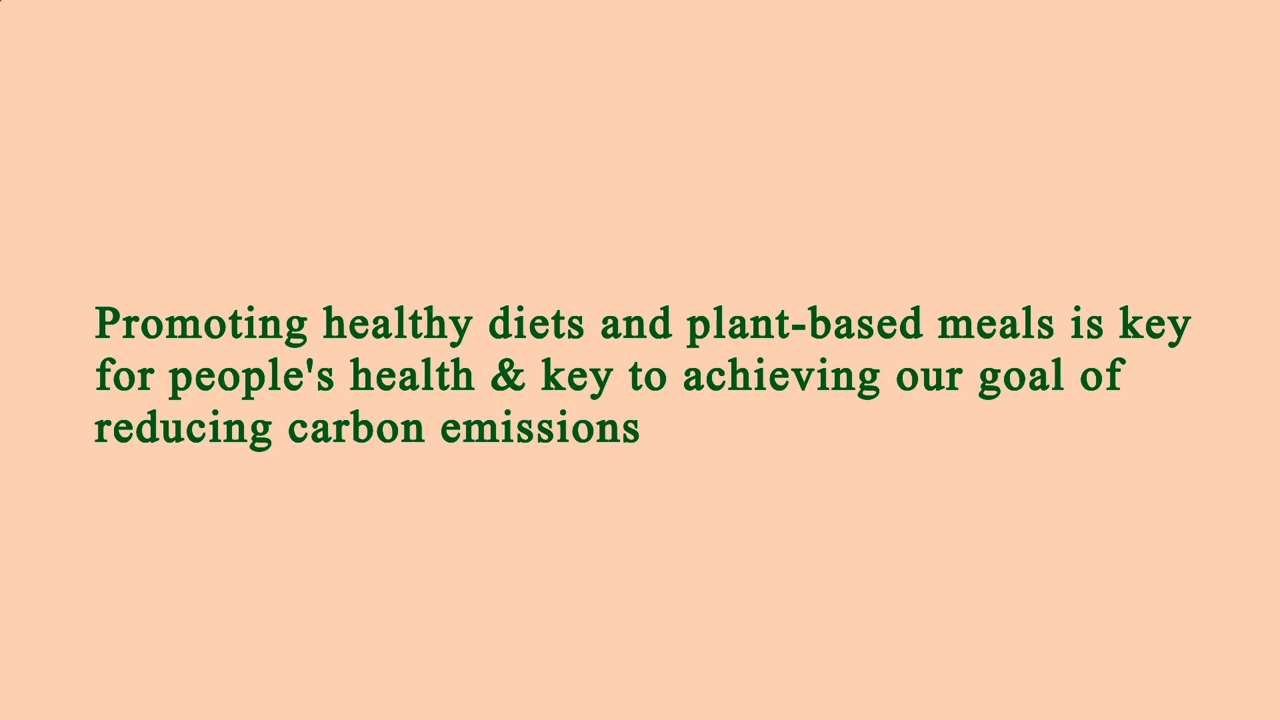 Promoting healthy diets and plant-based meals is key
for people's health & key to achieving our goal of
reducing carbon emissions